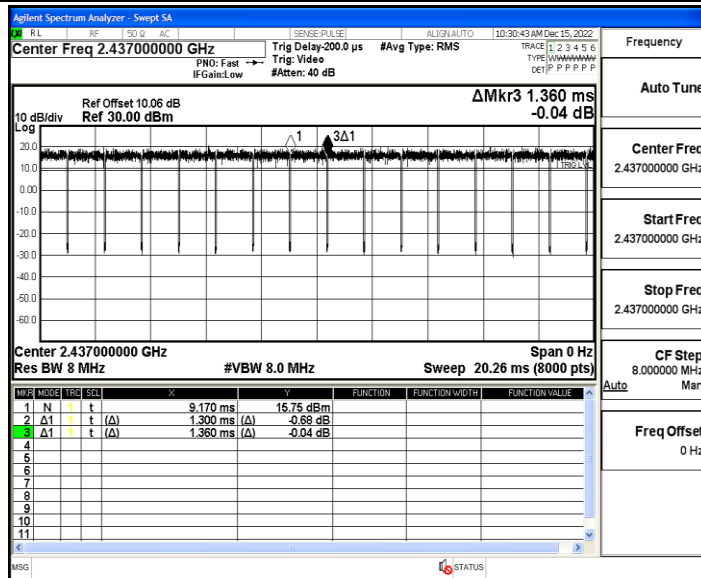 Agilent Spectrum Analyzer - Swept SA
RL RF 50 Ω AC SENSE:PULSE ALIGN AUTO 10:30:43 AM Dec 15, 2022
Center Freq 2.437000000 GHz
PNO: Fast
IFGain:Low
Trig Delay-200.0 µs
Trig: Video
#Atten: 40 dB
#Avg Type: RMS
TRACE 1 2 3 4 5 6
TYPE WWWWWW
DET P P P P P P
Ref Offset 10.06 dB
10 dB/div Ref 30.00 dBm
Log
ΔMkr3 1.360 ms
-0.04 dB
1
3Δ1
TRIG LVL
20.0
10.0
0.00
-10.0
-20.0
-30.0
-40.0
-50.0
-60.0
Center 2.437000000 GHz Span 0 Hz
Res BW 8 MHz #VBW 8.0 MHz Sweep 20.26 ms (8000 pts)
MKR MODE TRC SCL X Y FUNCTION FUNCTION WIDTH FUNCTION VALUE
1 N 1 t 9.170 ms 15.75 dBm
2 Δ1 1 t (Δ) 1.300 ms (Δ) -0.68 dB
3 Δ1 1 t (Δ) 1.360 ms (Δ) -0.04 dB
4
5
6
7
8
9
10
11
MSG STATUS
Frequency
Auto Tune
Center Freq
2.437000000 GHz
Start Freq
2.437000000 GHz
Stop Freq
2.437000000 GHz
CF Step
8.000000 MHz
Auto Man
Freq Offset
0 Hz